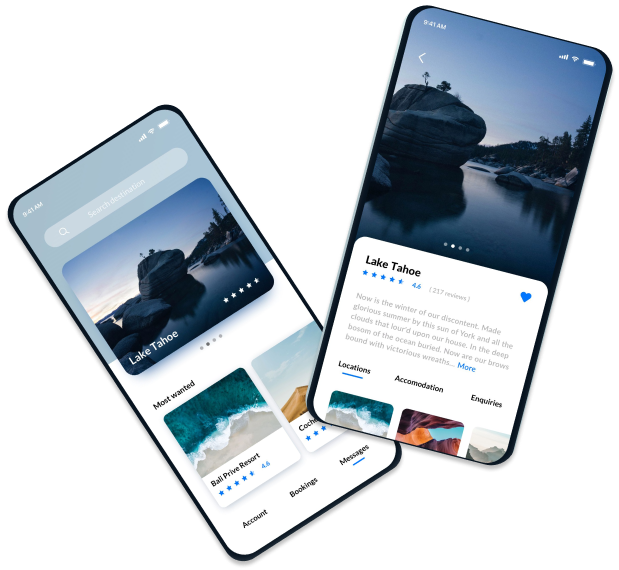 9:41 AM
Search destination
Lake Tahoe
Most wanted
Bali Prive Resort
4.6
Coche
Account
Bookings
Messages
9:41 AM
Lake Tahoe
4.6
( 217 reviews )
Now is the winter of our discontent. Made
glorious summer by this sun of York and all the
clouds that lour'd upon our house. In the deep
bosom of the ocean buried. Now are our brows
bound with victorious wreaths... More
Locations
Accomodation
Enquiries